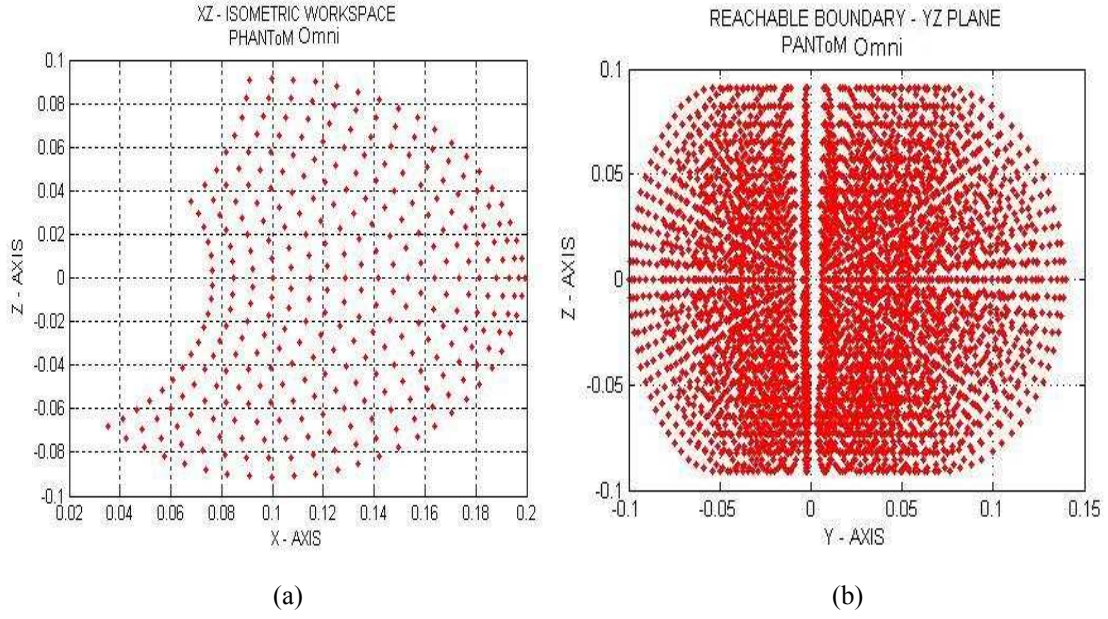 XZ - ISOMETRIC WORKSPACE
PHANToM Omni
0.1
0.08
0.06
0.04
0.02
0
-0.02
-0.04
-0.06
-0.08
-0.1
Z - AXIS
0.02 0.04 0.06 0.08 0.1 0.12 0.14 0.16 0.18 0.2
X - AXIS
(a)
REACHABLE BOUNDARY - YZ PLANE
PANToM Omni
0.1
0.05
0
-0.05
-0.1
Z - AXIS
-0.1 -0.05 0 0.05 0.1 0.15
Y - AXIS
(b)